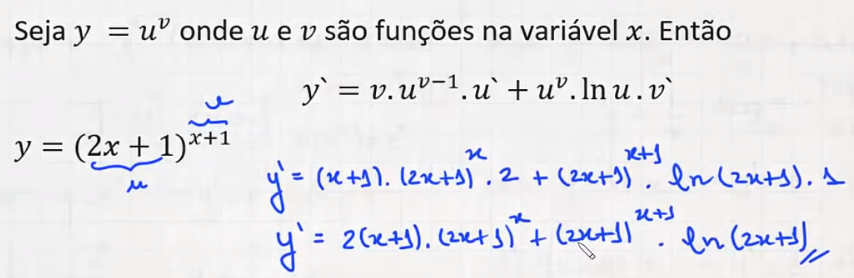 Seja y = u^v onde u e v são funções na variável x. Então
y` = v.u^{v−1}.u` + u^v.ln u.v`
v
y = (2x + 1)^{x+1}
u
y' = (x+1).(2x+1)^x.2 + (2x+1)^{x+1}.ln(2x+1).1
y' = 2(x+1).(2x+1)^x + (2x+1)^{x+1}.ln(2x+1)